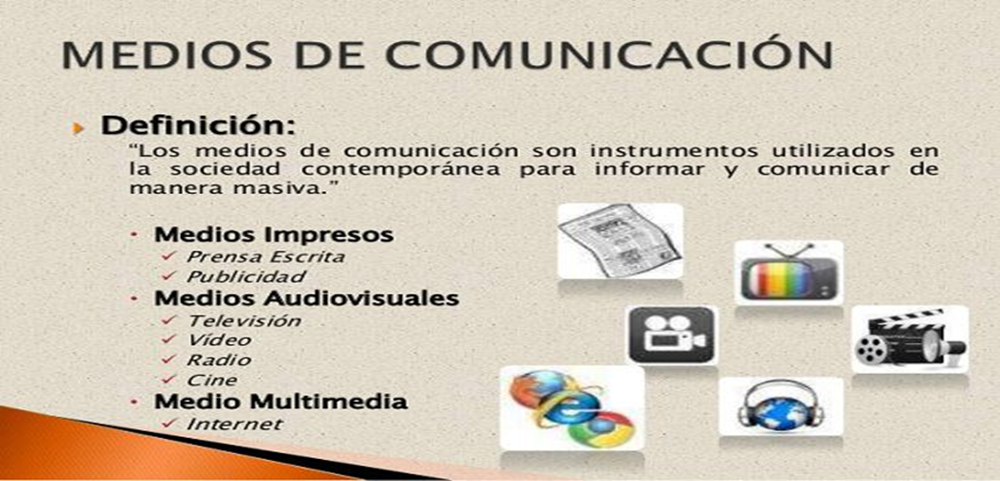 MEDIOS DE COMUNICACIÓN
Definición:
“Los medios de comunicación son instrumentos utilizados en
la sociedad contemporánea para informar y comunicar de
manera masiva.”
Medios Impresos
Prensa Escrita
Publicidad
Medios Audiovisuales
Televisión
Vídeo
Radio
Cine
Medio Multimedia
Internet